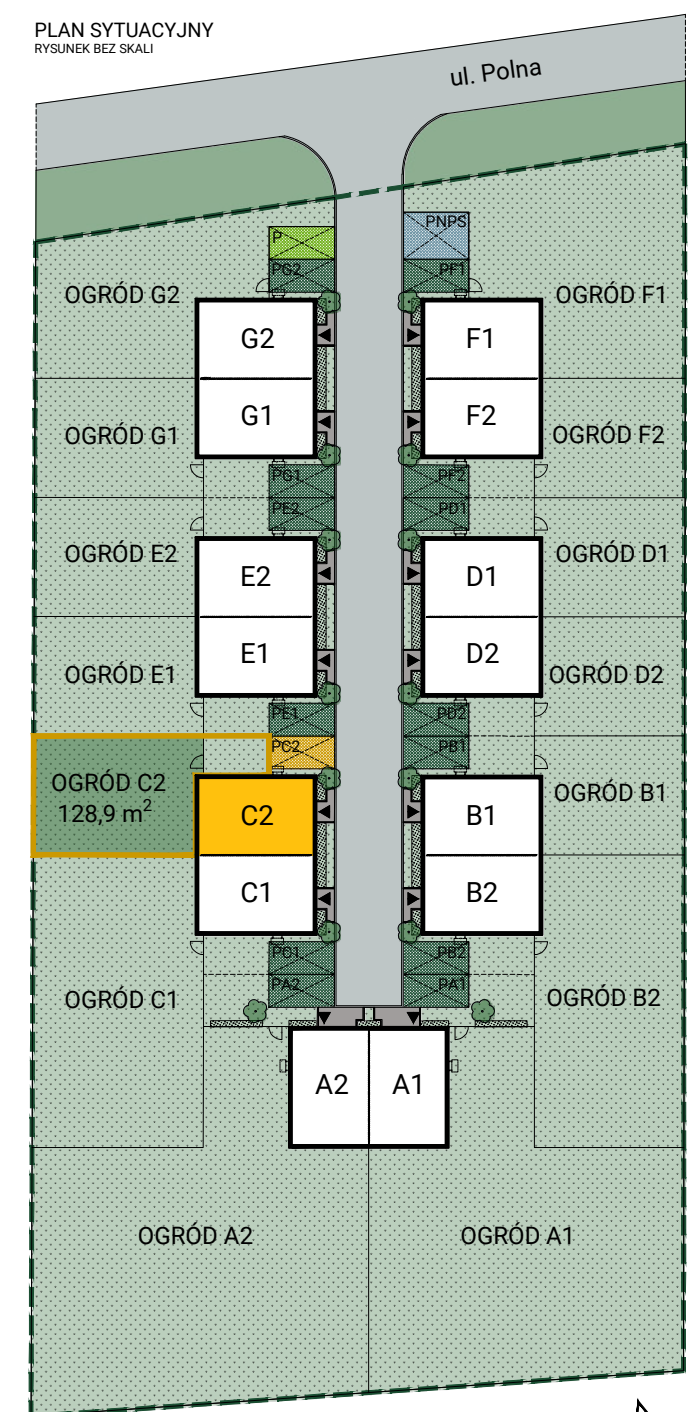 PLAN SYTUACYJNY
RYSUNEK BEZ SKALI
ul. Polna
P
PNPS
PG2
PF1
OGRÓD G2
OGRÓD F1
G2
F1
G1
F2
OGRÓD G1
OGRÓD F2
PG1
PF2
PE2
PD1
OGRÓD E2
OGRÓD D1
E2
D1
E1
D2
OGRÓD E1
OGRÓD D2
PE1
PD2
PC2
PB1
OGRÓD C2
128,9 m²
OGRÓD B1
C2
B1
C1
B2
PC1
PB2
PA2
PA1
OGRÓD C1
OGRÓD B2
A2
A1
OGRÓD A2
OGRÓD A1